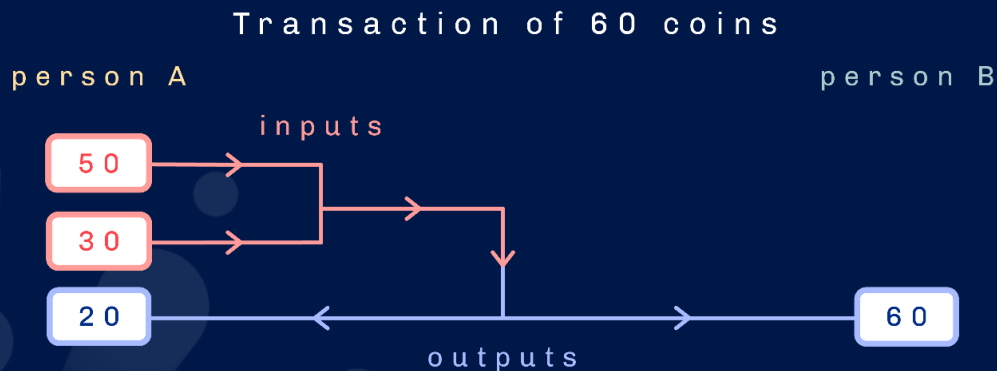 Transaction of 60 coins
person A
person B
inputs
50
30
20
60
outputs